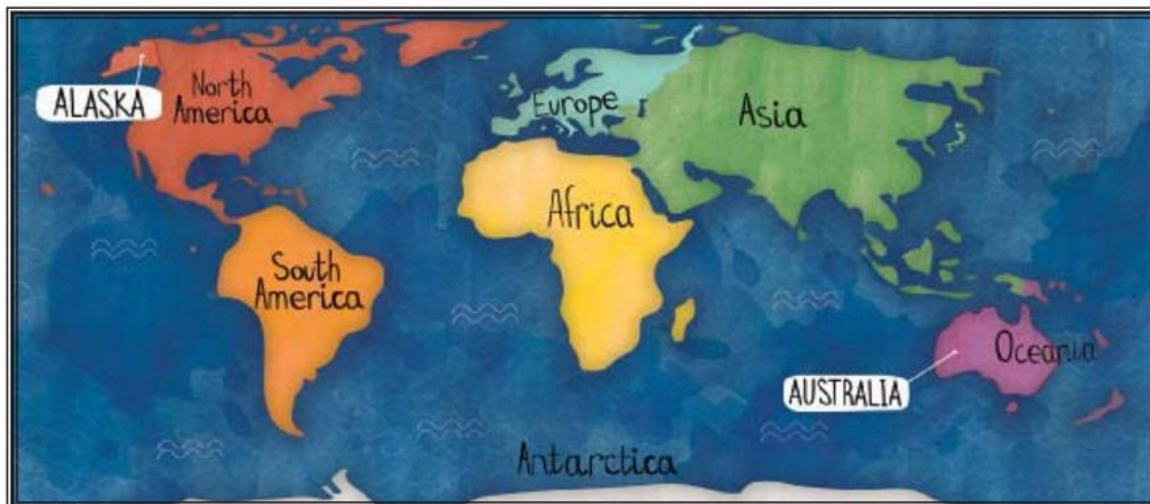 ALASKA
North
America
Europe
Asia
Africa
South
America
Oceania
AUSTRALIA
Antarctica